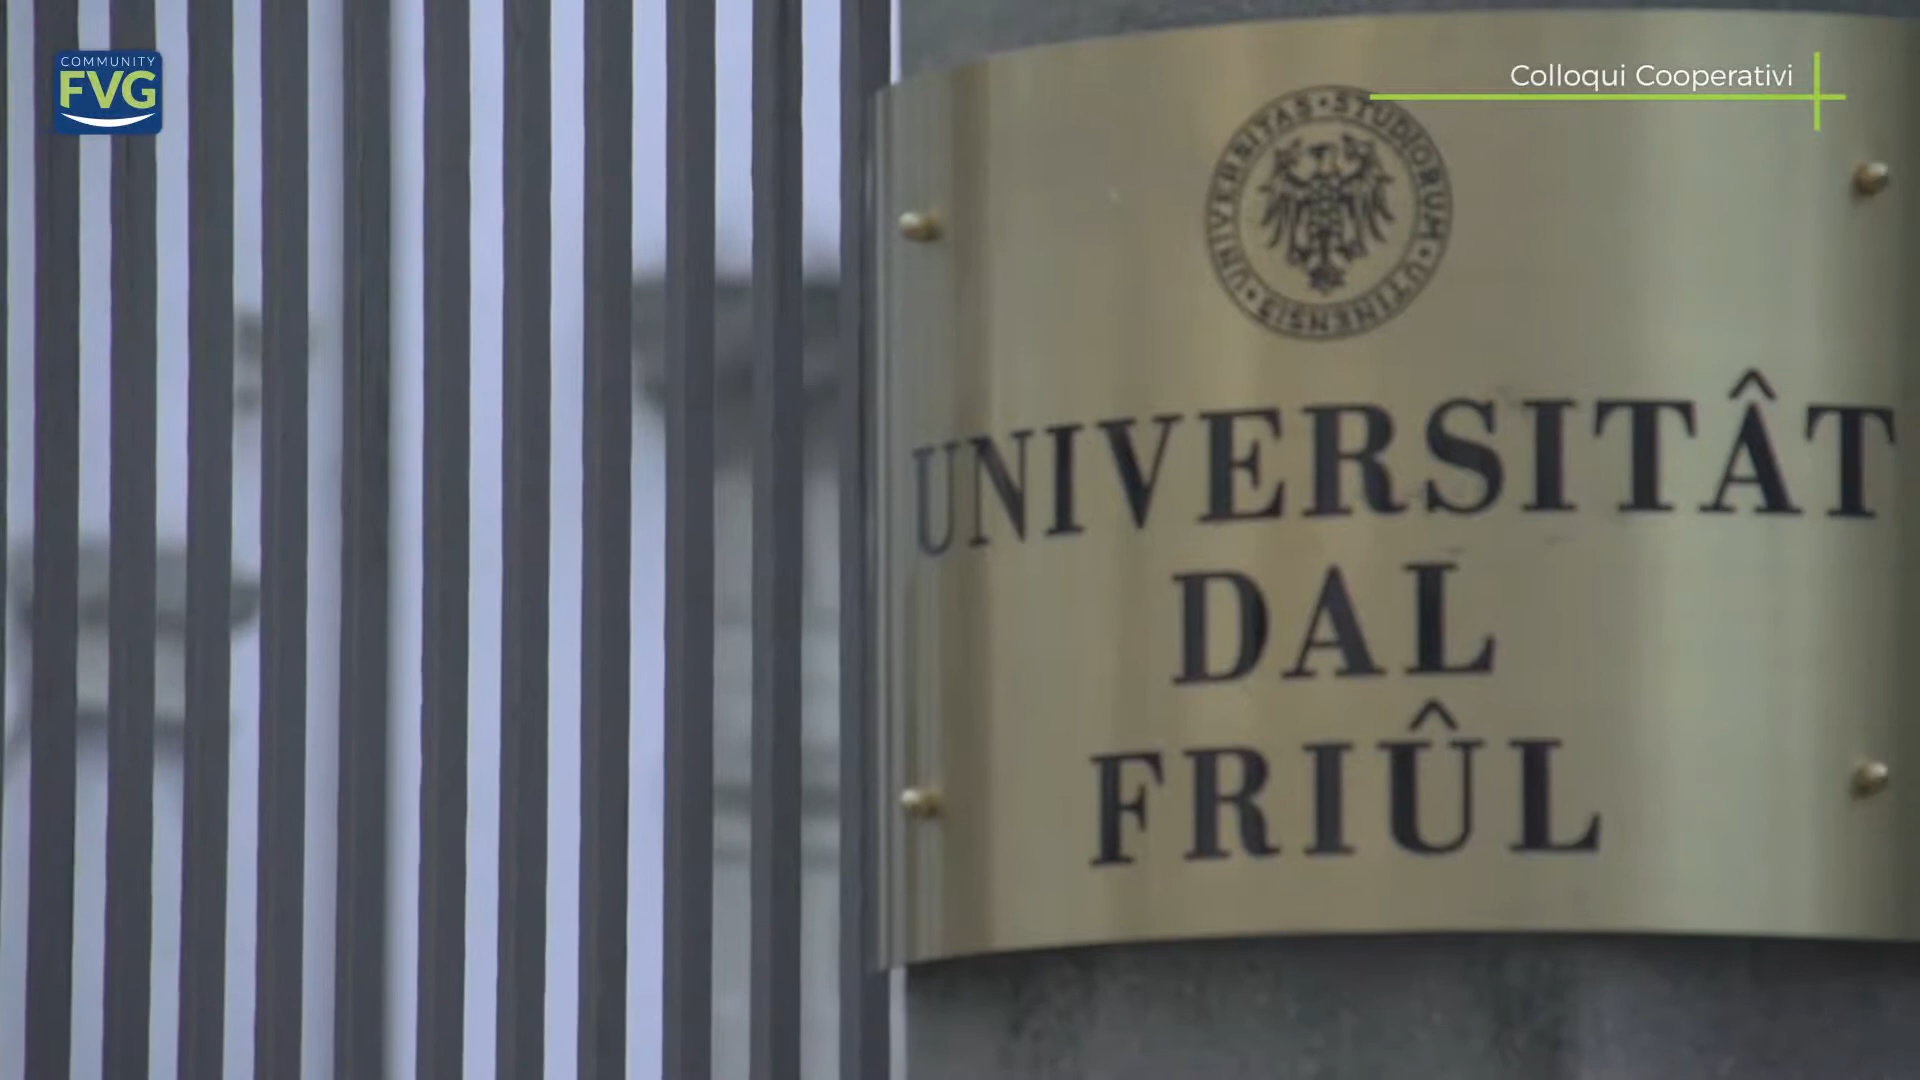 COMMUNITY
FVG
Colloqui Cooperativi
UNIVERSITAS • STUDIORUM • UTINENSIS •
UNIVERSITÂT
DAL
FRIÛL